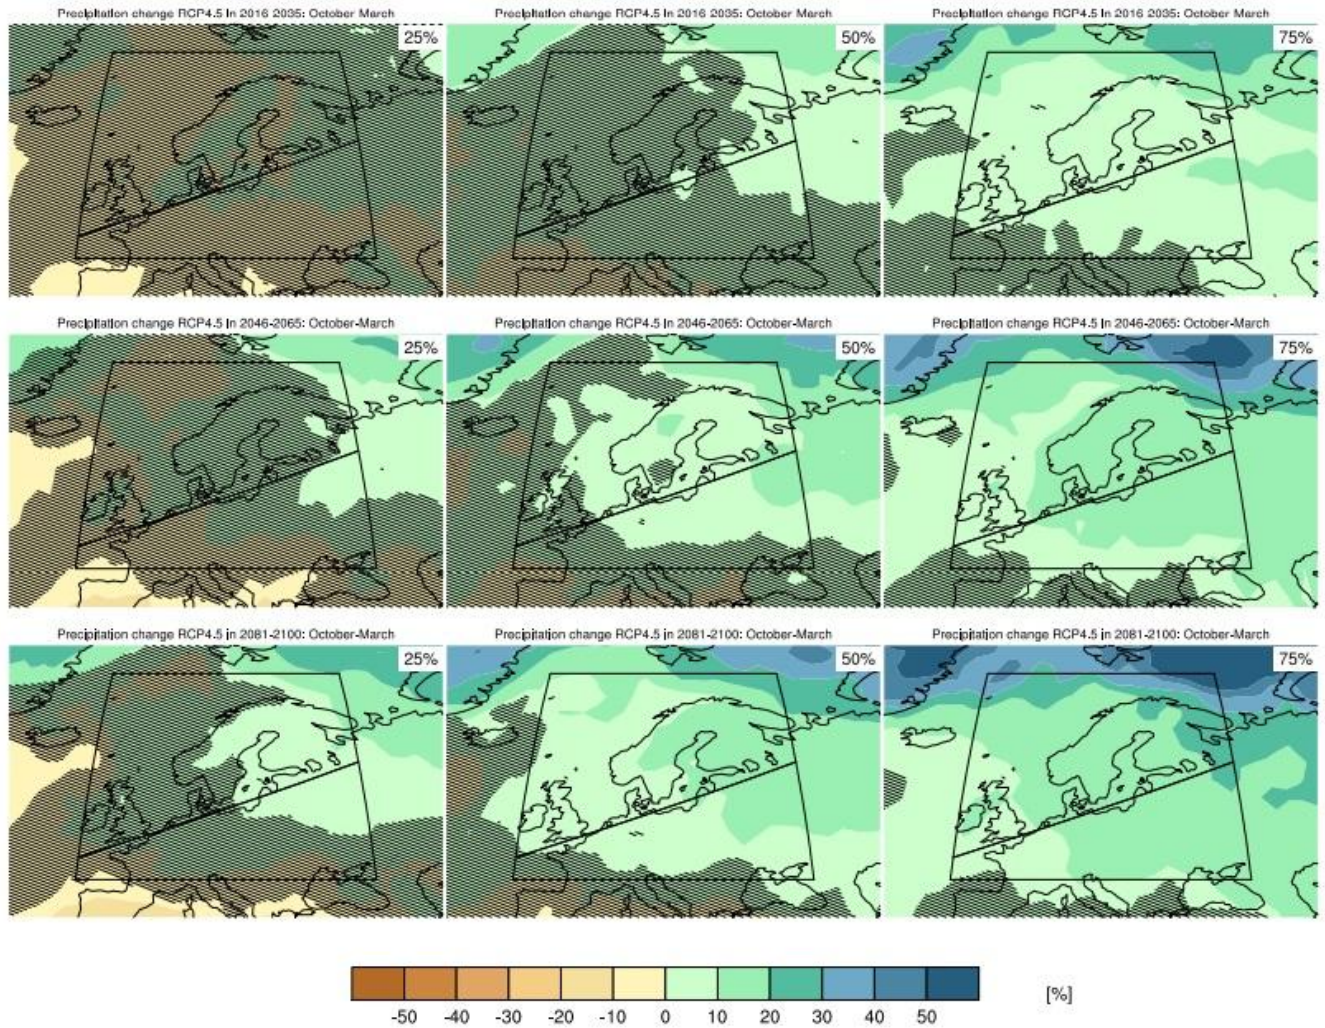 Precipitation change RCP4.5 in 2016-2035: October-March
Precipitation change RCP4.5 in 2016-2035: October-March
Precipitation change RCP4.5 in 2016-2035: October-March
25%
50%
75%
Precipitation change RCP4.5 in 2046-2065: October-March
Precipitation change RCP4.5 in 2046-2065: October-March
Precipitation change RCP4.5 in 2046-2065: October-March
25%
50%
75%
Precipitation change RCP4.5 in 2081-2100: October-March
Precipitation change RCP4.5 in 2081-2100: October-March
Precipitation change RCP4.5 in 2081-2100: October-March
25%
50%
75%
-50 -40 -30 -20 -10 0 10 20 30 40 50
[%]